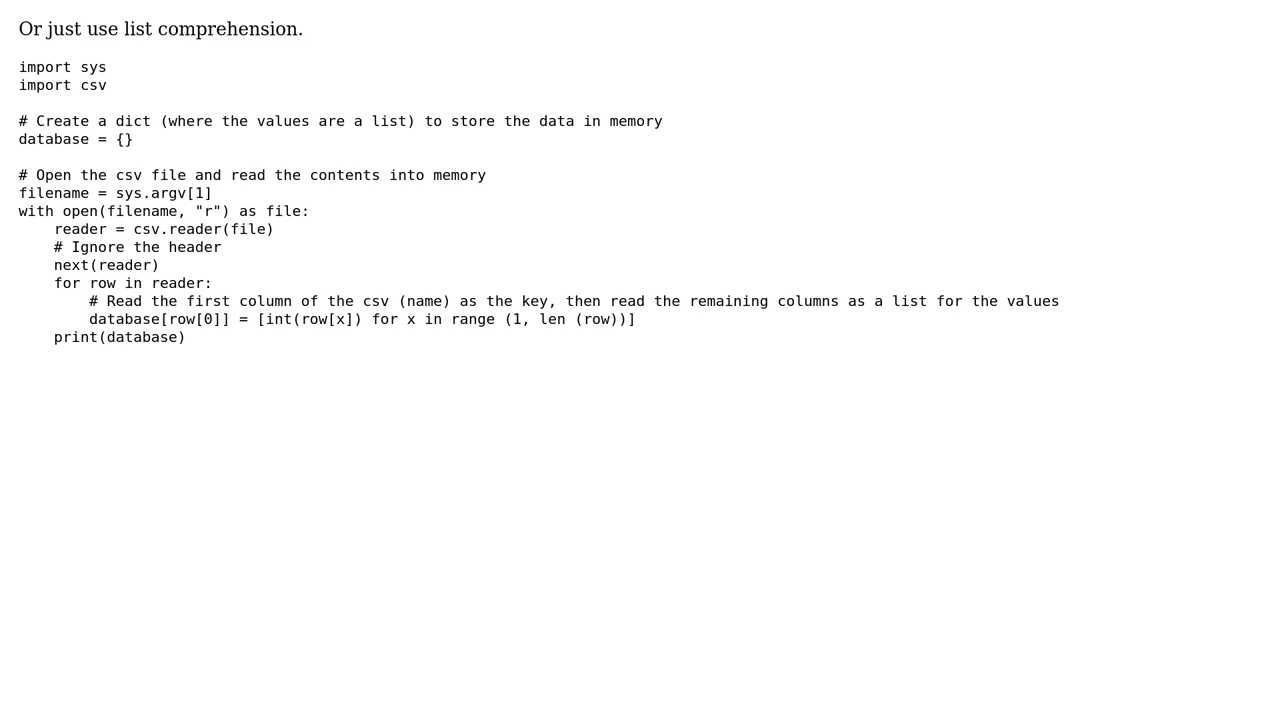 Or just use list comprehension.
import sys
import csv
# Create a dict (where the values are a list) to store the data in memory
database = {}
# Open the csv file and read the contents into memory
filename = sys.argv[1]
with open(filename, "r") as file:
    reader = csv.reader(file)
    # Ignore the header
    next(reader)
    for row in reader:
        # Read the first column of the csv (name) as the key, then read the remaining columns as a list for the values
        database[row[0]] = [int(row[x]) for x in range (1, len (row))]
    print(database)